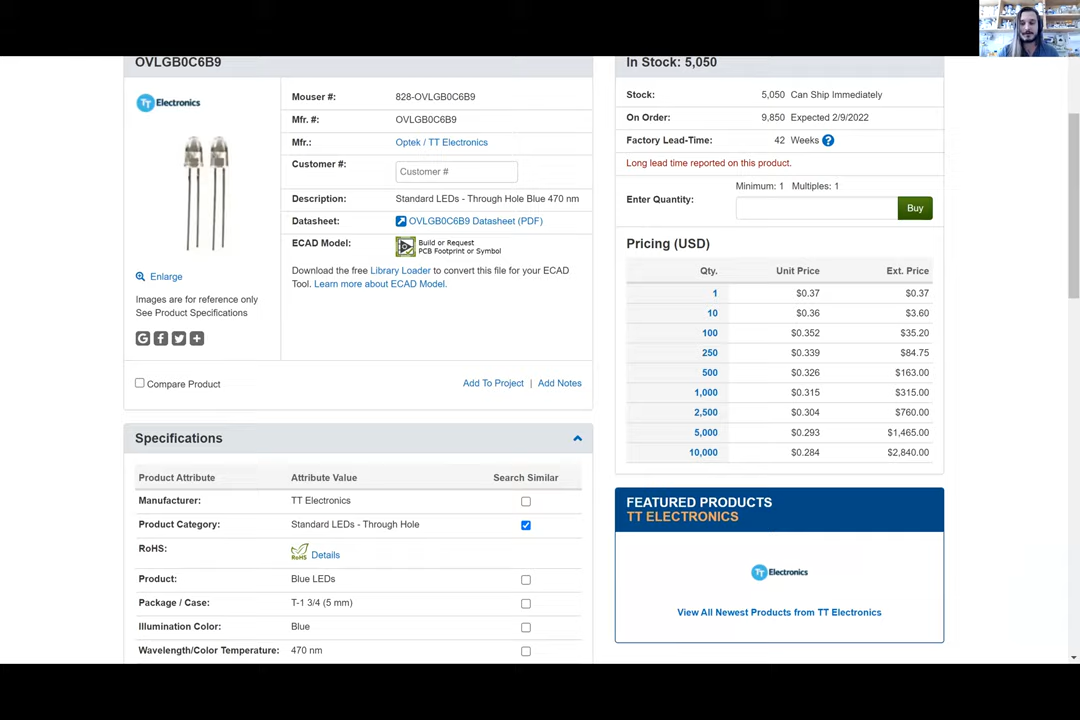 OVLGB0C6B9
TT Electronics
Enlarge
Images are for reference only
See Product Specifications
Mouser #: 828-OVLGB0C6B9
Mfr. #: OVLGB0C6B9
Mfr.: Optek / TT Electronics
Customer #: Customer #
Description: Standard LEDs - Through Hole Blue 470 nm
Datasheet: OVLGB0C6B9 Datasheet (PDF)
ECAD Model: Build or Request
PCB Footprint or Symbol
Download the free Library Loader to convert this file for your ECAD
Tool. Learn more about ECAD Model.
Compare Product
Add To Project | Add Notes
Specifications
Product Attribute Attribute Value Search Similar
Manufacturer: TT Electronics
Product Category: Standard LEDs - Through Hole
RoHS: RoHS Details
Product: Blue LEDs
Package / Case: T-1 3/4 (5 mm)
Illumination Color: Blue
Wavelength/Color Temperature: 470 nm
In Stock: 5,050
Stock: 5,050 Can Ship Immediately
On Order: 9,850 Expected 2/9/2022
Factory Lead-Time: 42 Weeks ?
Long lead time reported on this product.
Minimum: 1 Multiples: 1
Enter Quantity: Buy
Pricing (USD)
Qty. Unit Price Ext. Price
1 $0.37 $0.37
10 $0.36 $3.60
100 $0.352 $35.20
250 $0.339 $84.75
500 $0.326 $163.00
1,000 $0.315 $315.00
2,500 $0.304 $760.00
5,000 $0.293 $1,465.00
10,000 $0.284 $2,840.00
FEATURED PRODUCTS
TT ELECTRONICS
TT Electronics
View All Newest Products from TT Electronics